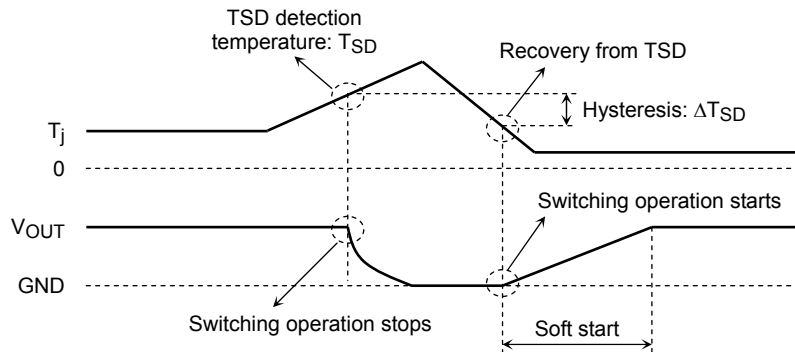 TSD detection
temperature: TSD
Recovery from TSD
Hysteresis: ΔTSD
Tj
0
Switching operation starts
VOUT
GND
Switching operation stops
Soft start